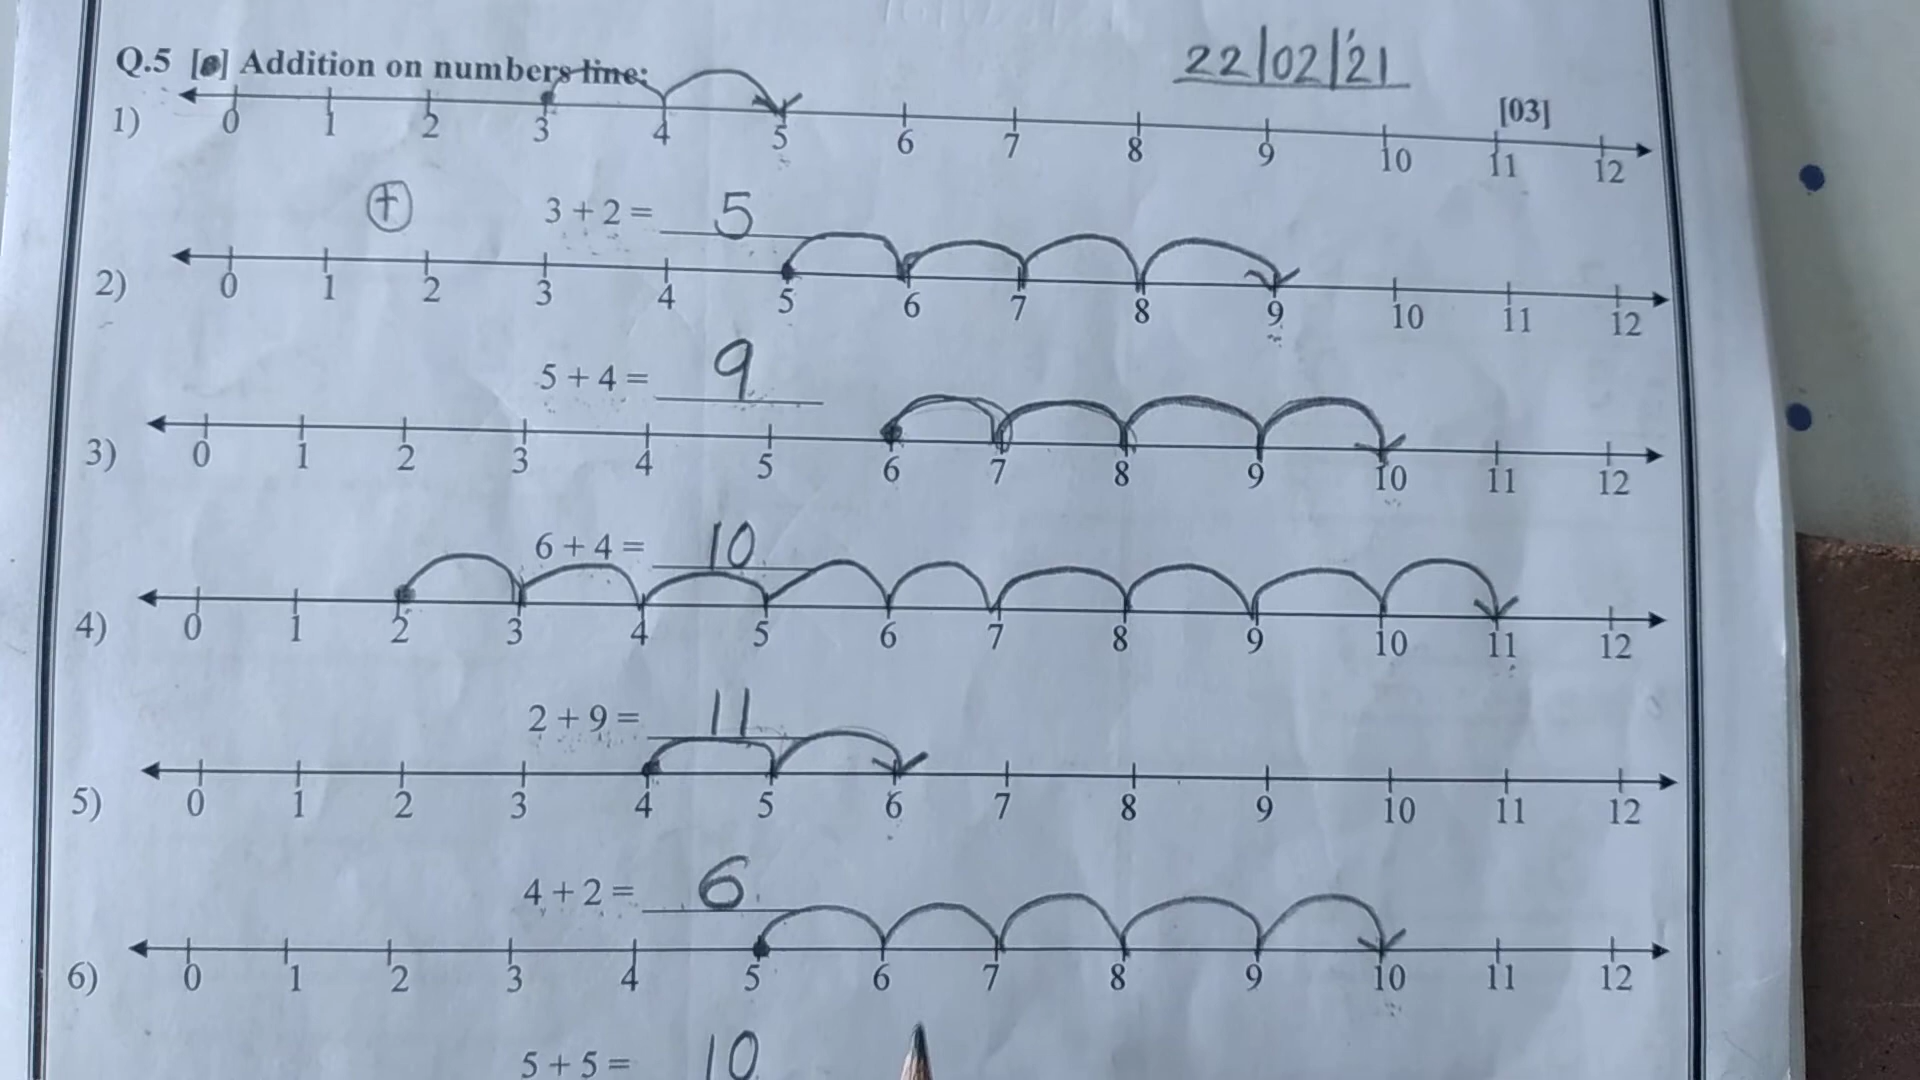 Q.5 [a] Addition on numbers line:
22/02/'21
[03]
1) 0 1 2 3 4 5 6 7 8 9 10 11 12
+ 3 + 2 = 5
2) 0 1 2 3 4 5 6 7 8 9 10 11 12
5 + 4 = 9
3) 0 1 2 3 4 5 6 7 8 9 10 11 12
6 + 4 = 10
4) 0 1 2 3 4 5 6 7 8 9 10 11 12
2 + 9 = 11
5) 0 1 2 3 4 5 6 7 8 9 10 11 12
4 + 2 = 6
6) 0 1 2 3 4 5 6 7 8 9 10 11 12
5 + 5 = 10